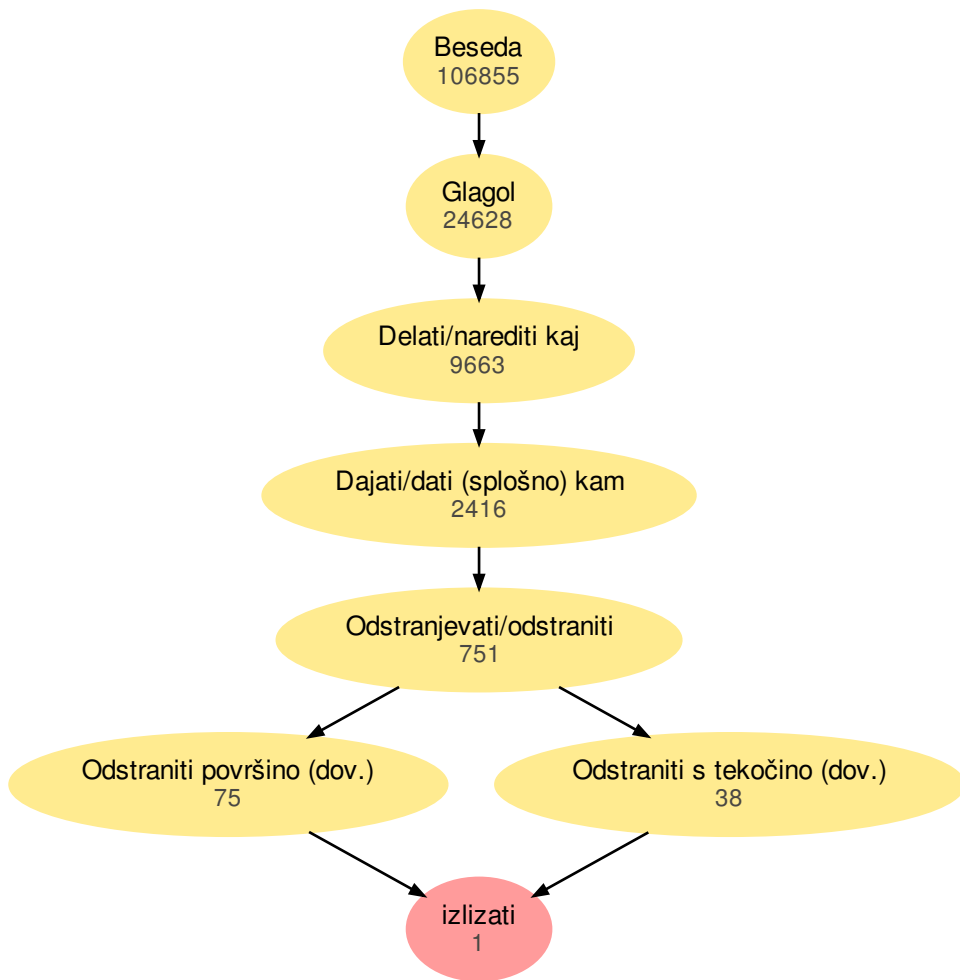 Beseda
106855
Glagol
24628
Delati/narediti kaj
9663
Dajati/dati (splošno) kam
2416
Odstranjevati/odstraniti
751
Odstraniti površino (dov.)
75
Odstraniti s tekočino (dov.)
38
izlizati
1